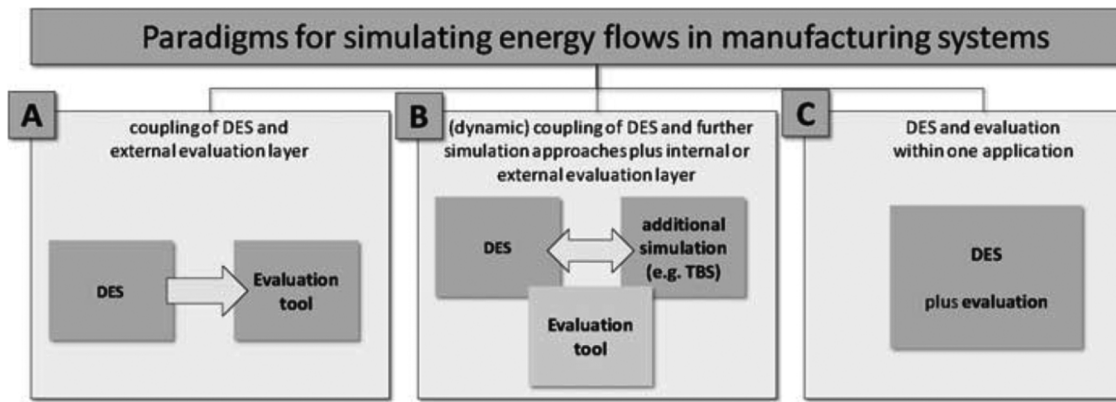 Paradigms for simulating energy flows in manufacturing systems
A
coupling of DES and
external evaluation layer
DES
Evaluation
tool
B
(dynamic) coupling of DES and further
simulation approaches plus internal or
external evaluation layer
DES
additional
simulation
(e.g. TBS)
Evaluation
tool
C
DES and evaluation
within one application
DES
plus evaluation